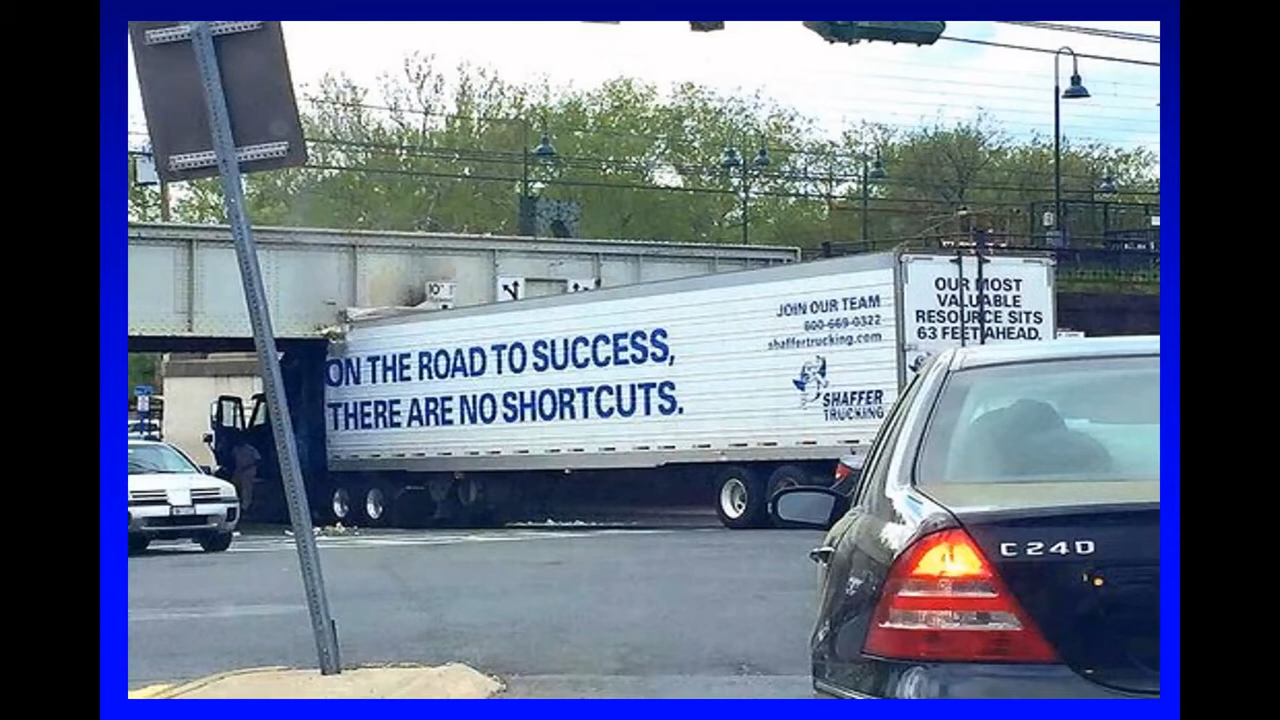 ON THE ROAD TO SUCCESS,
THERE ARE NO SHORTCUTS.
JOIN OUR TEAM
800-669-0322
shaffertrucking.com
SHAFFER
TRUCKING
OUR MOST
VALUABLE
RESOURCE SITS
63 FEET AHEAD.
C 240